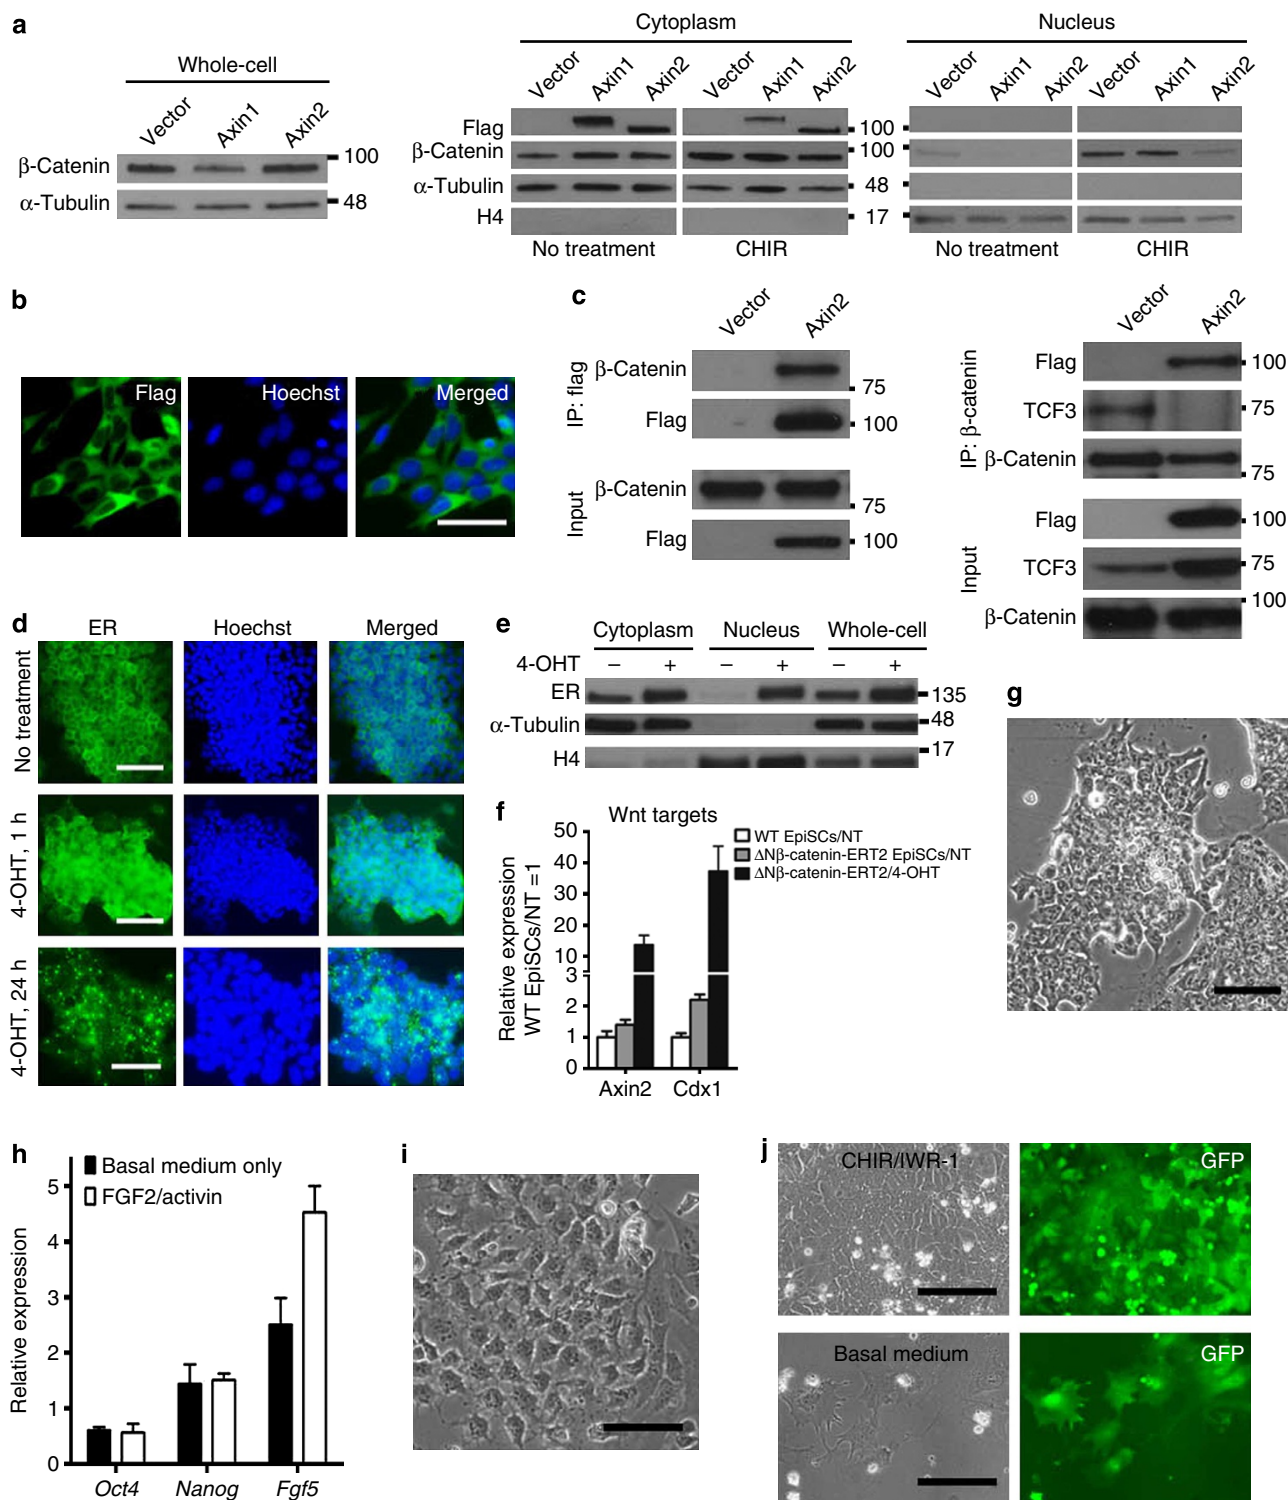 a
Whole-cell
Vector Axin1 Axin2
β-Catenin 100
α-Tubulin 48
Cytoplasm Nucleus
Vector Axin1 Axin2 Vector Axin1 Axin2 Vector Axin1 Axin2 Vector Axin1 Axin2
Flag 100
β-Catenin 100
α-Tubulin 48
H4 17
No treatment CHIR No treatment CHIR
b
Flag Hoechst Merged
c
Vector Axin2
IP: flag
β-Catenin 75
Flag 100
Input
β-Catenin 75
Flag 100
Vector Axin2
IP: β-catenin
Flag 100
TCF3 75
β-Catenin 75
Input
Flag 100
TCF3 75
β-Catenin 100
d
ER Hoechst Merged
No treatment
4-OHT, 1 h
4-OHT, 24 h
e
Cytoplasm Nucleus Whole-cell
4-OHT − + − + − +
ER 135
α-Tubulin 48
H4 17
f
Wnt targets
Relative expression
WT EpiSCs/NT =1
50
40
30
20
10
3
2
1
0
Axin2 Cdx1
WT EpiSCs/NT
ΔNβ-catenin-ERT2 EpiSCs/NT
ΔNβ-catenin-ERT2/4-OHT
g
h
Basal medium only
FGF2/activin
Relative expression
5
4
3
2
1
0
Oct4 Nanog Fgf5
i
j
CHIR/IWR-1 GFP
Basal medium GFP